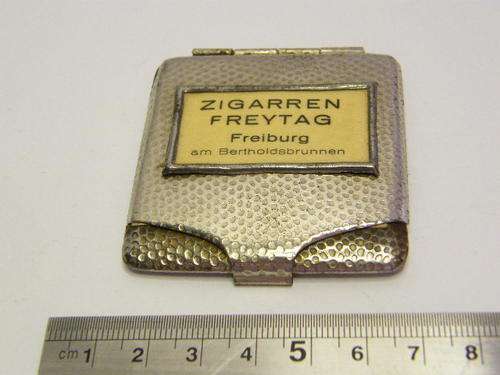 ZIGARREN
FREYTAG
Freiburg
am Bertholdsbrunnen
cm 1 2 3 4 5 6 7 8